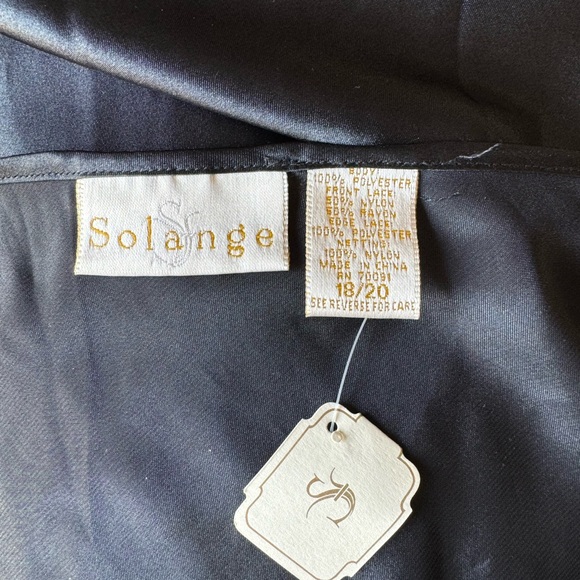 Solange
BODY:
100% POLYESTER
FRONT LACE
50% NYLON
50% RAYON
EDGE LACE:
100% POLYESTER
NETTING:
100% NYLON
MADE IN CHINA
RN 70091
18/20
SEE REVERSE FOR CARE